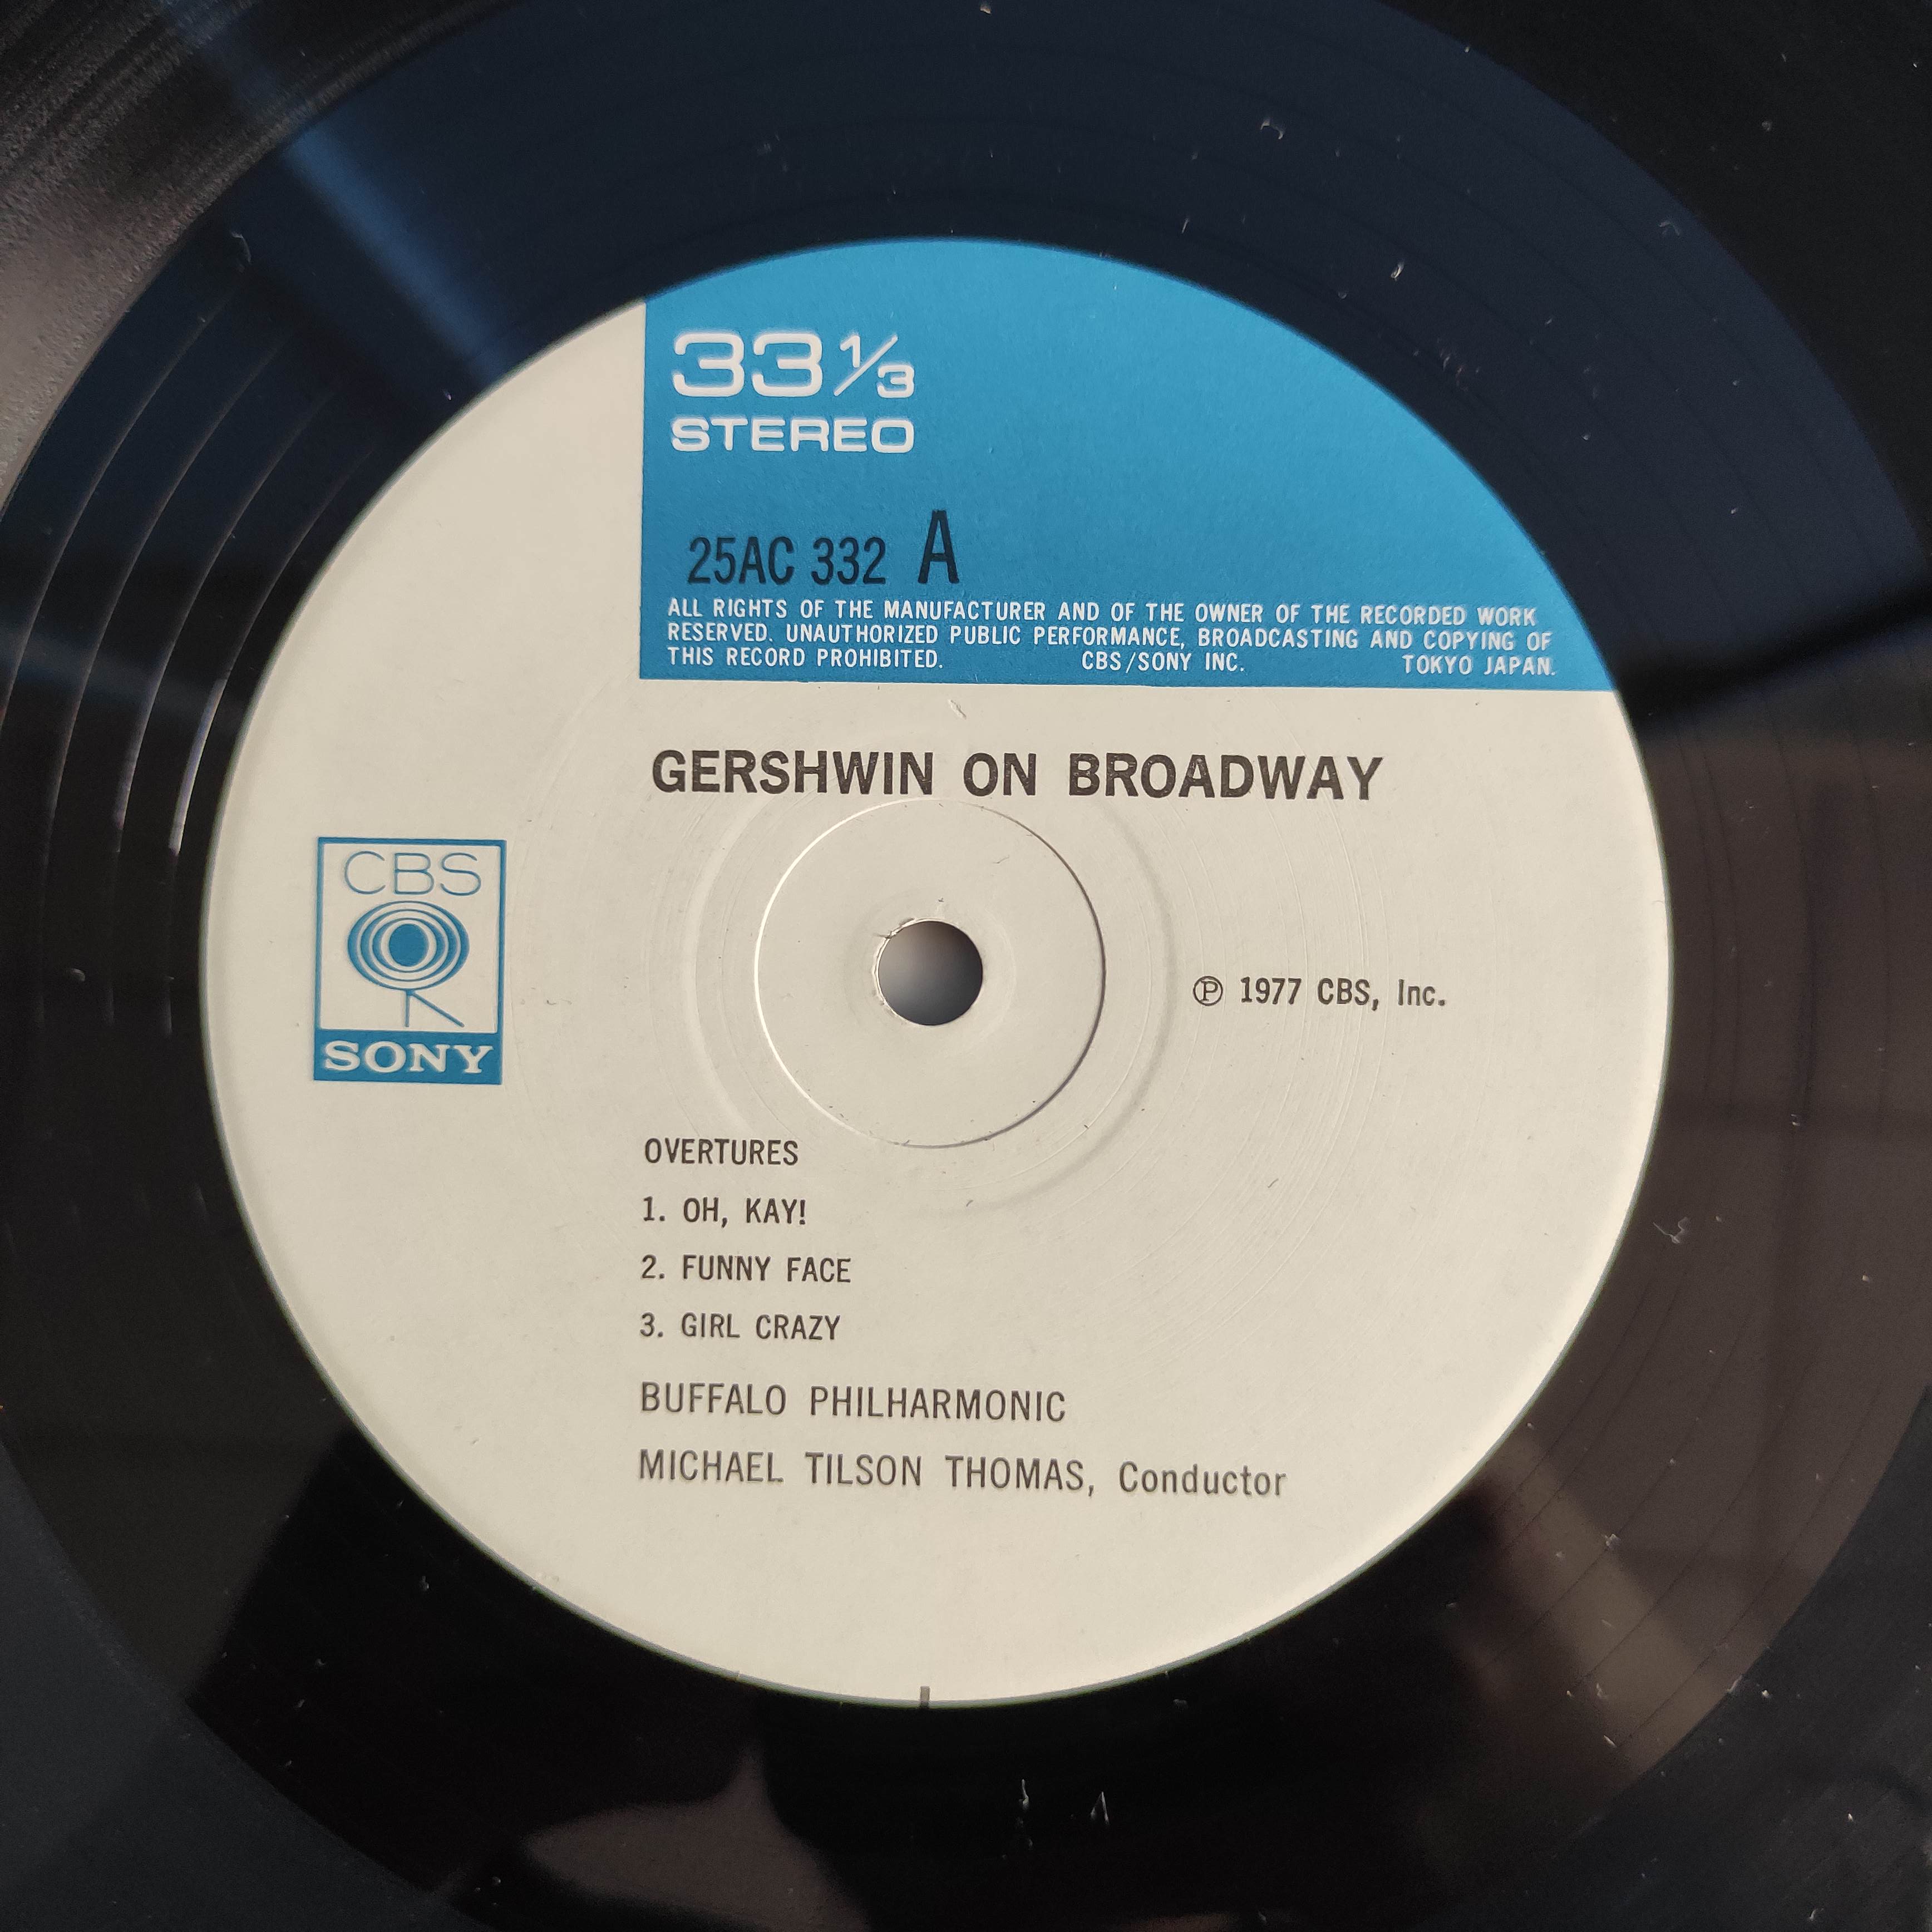 33 1/3
STEREO
25AC 332 A
ALL RIGHTS OF THE MANUFACTURER AND OF THE OWNER OF THE RECORDED WORK
RESERVED. UNAUTHORIZED PUBLIC PERFORMANCE, BROADCASTING AND COPYING OF
THIS RECORD PROHIBITED. CBS/SONY INC. TOKYO JAPAN.
GERSHWIN ON BROADWAY
CBS
SONY
Ⓟ 1977 CBS, Inc.
OVERTURES
1. OH, KAY!
2. FUNNY FACE
3. GIRL CRAZY
BUFFALO PHILHARMONIC
MICHAEL TILSON THOMAS, Conductor